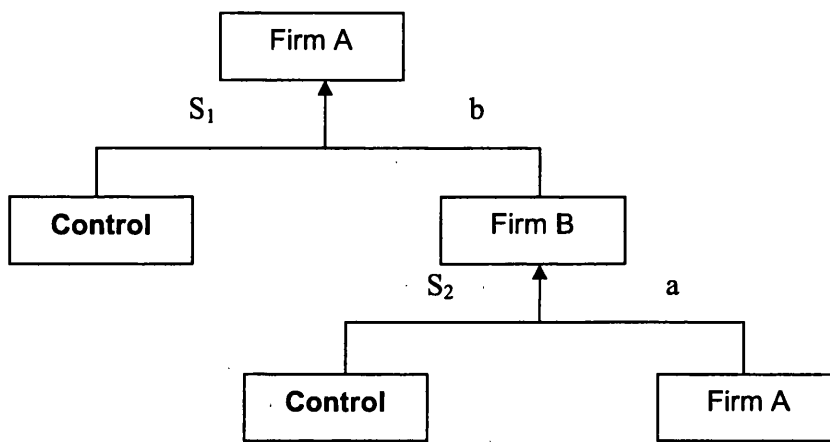 Firm A
S₁ b
Control Firm B
S₂ a
Control Firm A